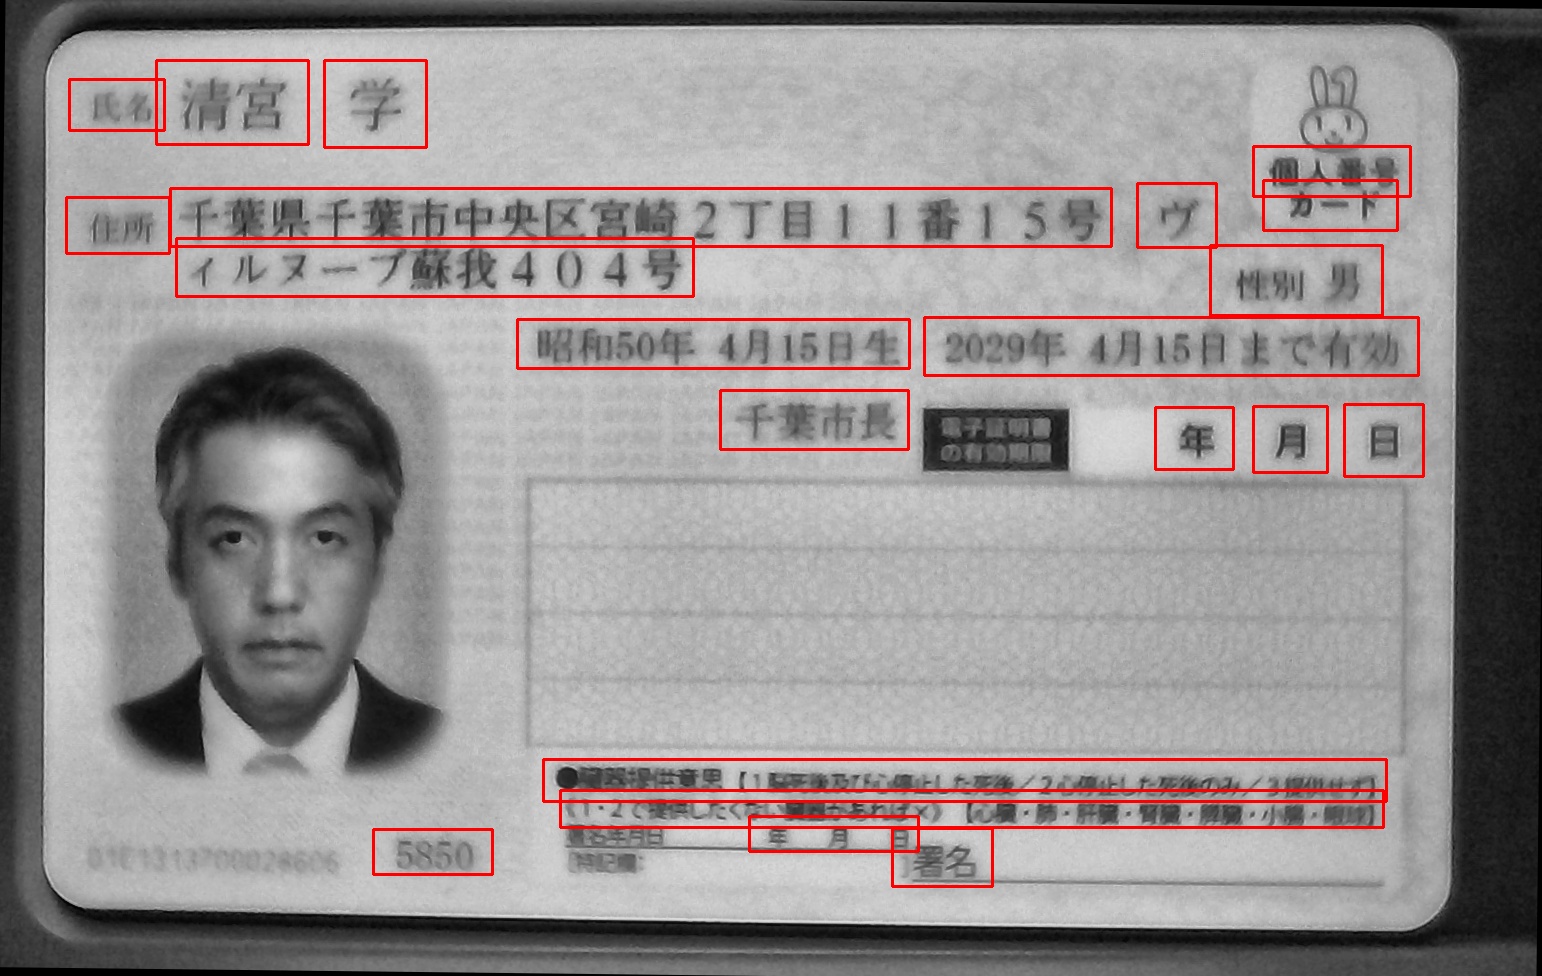 氏名 清宮 学
個人番号
カード
住所 千葉県千葉市中央区宮崎２丁目１１番１５号 ヴ
ィルヌーブ蘇我４０４号
性別 男
昭和50年 4月15日生 2029年 4月15日まで有効
千葉市長 電子証明書
の有効期限 年 月 日
●臓器提供意思【1脳死後及び心停止した死後／2心停止した死後のみ／3提供せず】
《1・2で提供したくない臓器があれば×》【心臓・肺・肝臓・腎臓・膵臓・小腸・眼球】
署名年月日 年 月 日
[特記欄: ]署名
5850